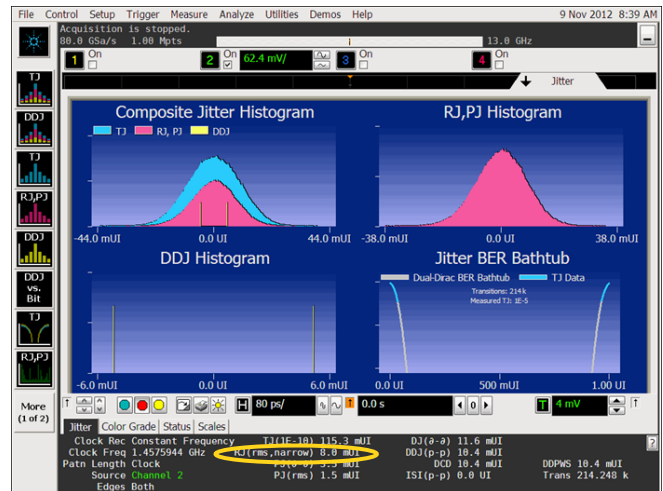 File Control Setup Trigger Measure Analyze Utilities Demos Help 9 Nov 2012 8:39 AM
Acquisition is stopped.
80.0 GSa/s 1.00 Mpts 13.0 GHz
1 On 2 On 62.4 mV/ 3 On 4 On
Jitter
TJ
DDJ
TJ
RJ,PJ
DDJ
DDJ
vs.
Bit
TJ
RJ,PJ
More
(1 of 2)
Composite Jitter Histogram
TJ RJ, PJ DDJ
-44.0 mUI 0.0 UI 44.0 mUI
RJ,PJ Histogram
-38.0 mUI 0.0 UI 38.0 mUI
DDJ Histogram
-6.0 mUI 0.0 UI 6.0 mUI
Jitter BER Bathtub
Dual-Dirac BER Bathtub TJ Data
Transitions: 214k
Measured TJ: 1E-5
0.0 UI 500 mUI 1.00 UI
H 80 ps/ 0.0 s 0 T 4 mV
Jitter Color Grade Status Scales
Clock Rec Constant Frequency TJ(1E-10) 115.3 mUI DJ(∂-∂) 11.6 mUI
Clock Freq 1.4575944 GHz RJ(rms,narrow) 8.0 mUI DDJ(p-p) 10.4 mUI
Patn Length Clock PJ(∂-∂) 3.3 mUI DCD 10.4 mUI DDPWS 10.4 mUI
Source Channel 2 PJ(rms) 1.5 mUI ISI(p-p) 0.0 UI Trans 214.248 k
Edges Both
?